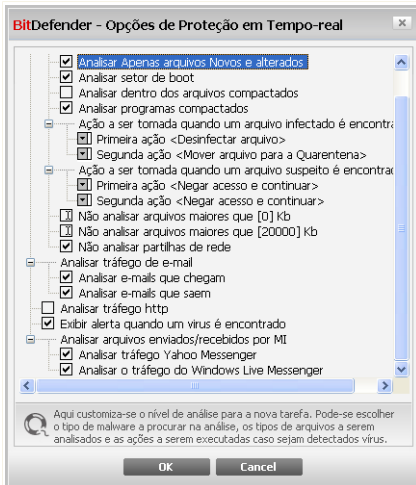 BitDefender - Opções de Proteção em Tempo-real
Analisar Apenas arquivos Novos e alterados
Analisar setor de boot
Analisar dentro dos arquivos compactados
Analisar programas compactados
Ação a ser tomada quando um arquivo infectado é encontra
Primeira ação <Desinfectar arquivo>
Segunda ação <Mover arquivo para a Quarentena>
Ação a ser tomada quando um arquivo suspeito é encontrad
Primeira ação <Negar acesso e continuar>
Segunda ação <Negar acesso e continuar>
Não analisar arquivos maiores que [0] Kb
Não analisar arquivos maiores que [20000] Kb
Não analisar partilhas de rede
Analisar tráfego de e-mail
Analisar e-mails que chegam
Analisar e-mails que saem
Analisar tráfego http
Exibir alerta quando um virus é encontrado
Analisar arquivos enviados/recebidos por MI
Analisar tráfego Yahoo Messenger
Analisar o tráfego do Windows Live Messenger
Aqui customiza-se o nível de análise para a nova tarefa. Pode-se escolher
o tipo de malware a procurar na análise, os tipos de arquivos a serem
analisados e as ações a serem executadas caso sejam detectados vírus.
OK Cancel